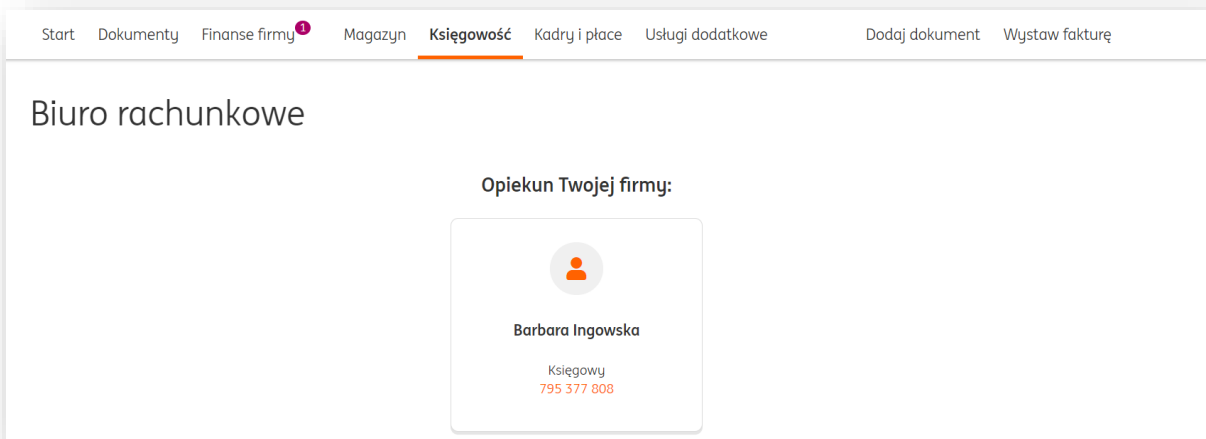 Start Dokumenty Finanse firmy 1 Magazyn Księgowość Kadry i płace Usługi dodatkowe Dodaj dokument Wystaw fakturę
Biuro rachunkowe
Opiekun Twojej firmy:
Barbara Ingowska
Księgowy
795 377 808